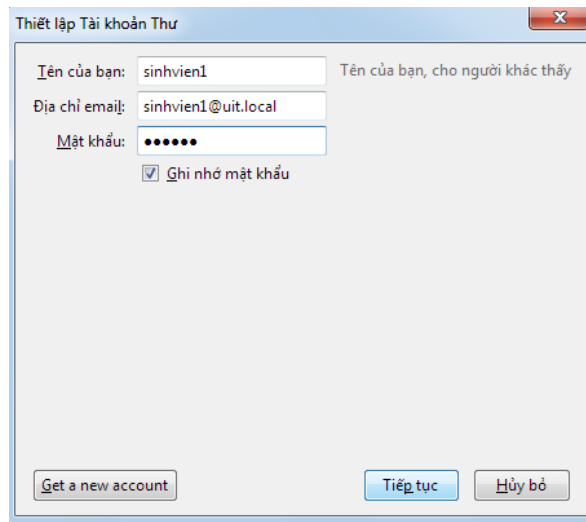 Thiết lập Tài khoản Thư
Tên của bạn: sinhvien1 Tên của bạn, cho người khác thấy
Địa chỉ email: sinhvien1@uit.local
Mật khẩu: ●●●●●●
Ghi nhớ mật khẩu
Get a new account Tiếp tục Hủy bỏ